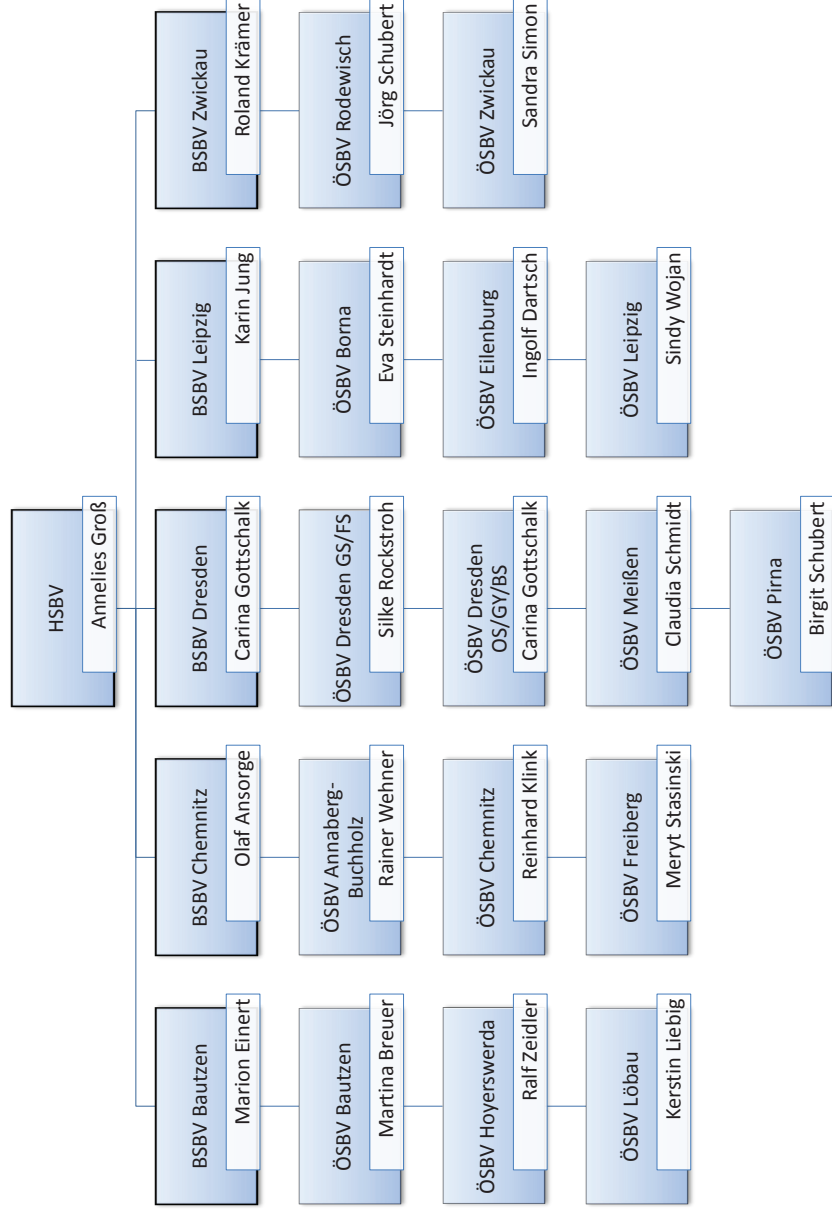 HSBV
Annelies Groß
BSBV Bautzen
Marion Einert
ÖSBV Bautzen
Martina Breuer
ÖSBV Hoyerswerda
Ralf Zeidler
ÖSBV Löbau
Kerstin Liebig
BSBV Chemnitz
Olaf Ansorge
ÖSBV Annaberg-
Buchholz
Rainer Wehner
ÖSBV Chemnitz
Reinhard Klink
ÖSBV Freiberg
Meryt Stasinski
BSBV Dresden
Carina Gottschalk
ÖSBV Dresden GS/FS
Silke Rockstroh
ÖSBV Dresden
OS/GY/BS
Carina Gottschalk
ÖSBV Meißen
Claudia Schmidt
ÖSBV Pirna
Birgit Schubert
BSBV Leipzig
Karin Jung
ÖSBV Borna
Eva Steinhardt
ÖSBV Eilenburg
Ingolf Dartsch
ÖSBV Leipzig
Sindy Wojan
BSBV Zwickau
Roland Krämer
ÖSBV Rodewisch
Jörg Schubert
ÖSBV Zwickau
Sandra Simon